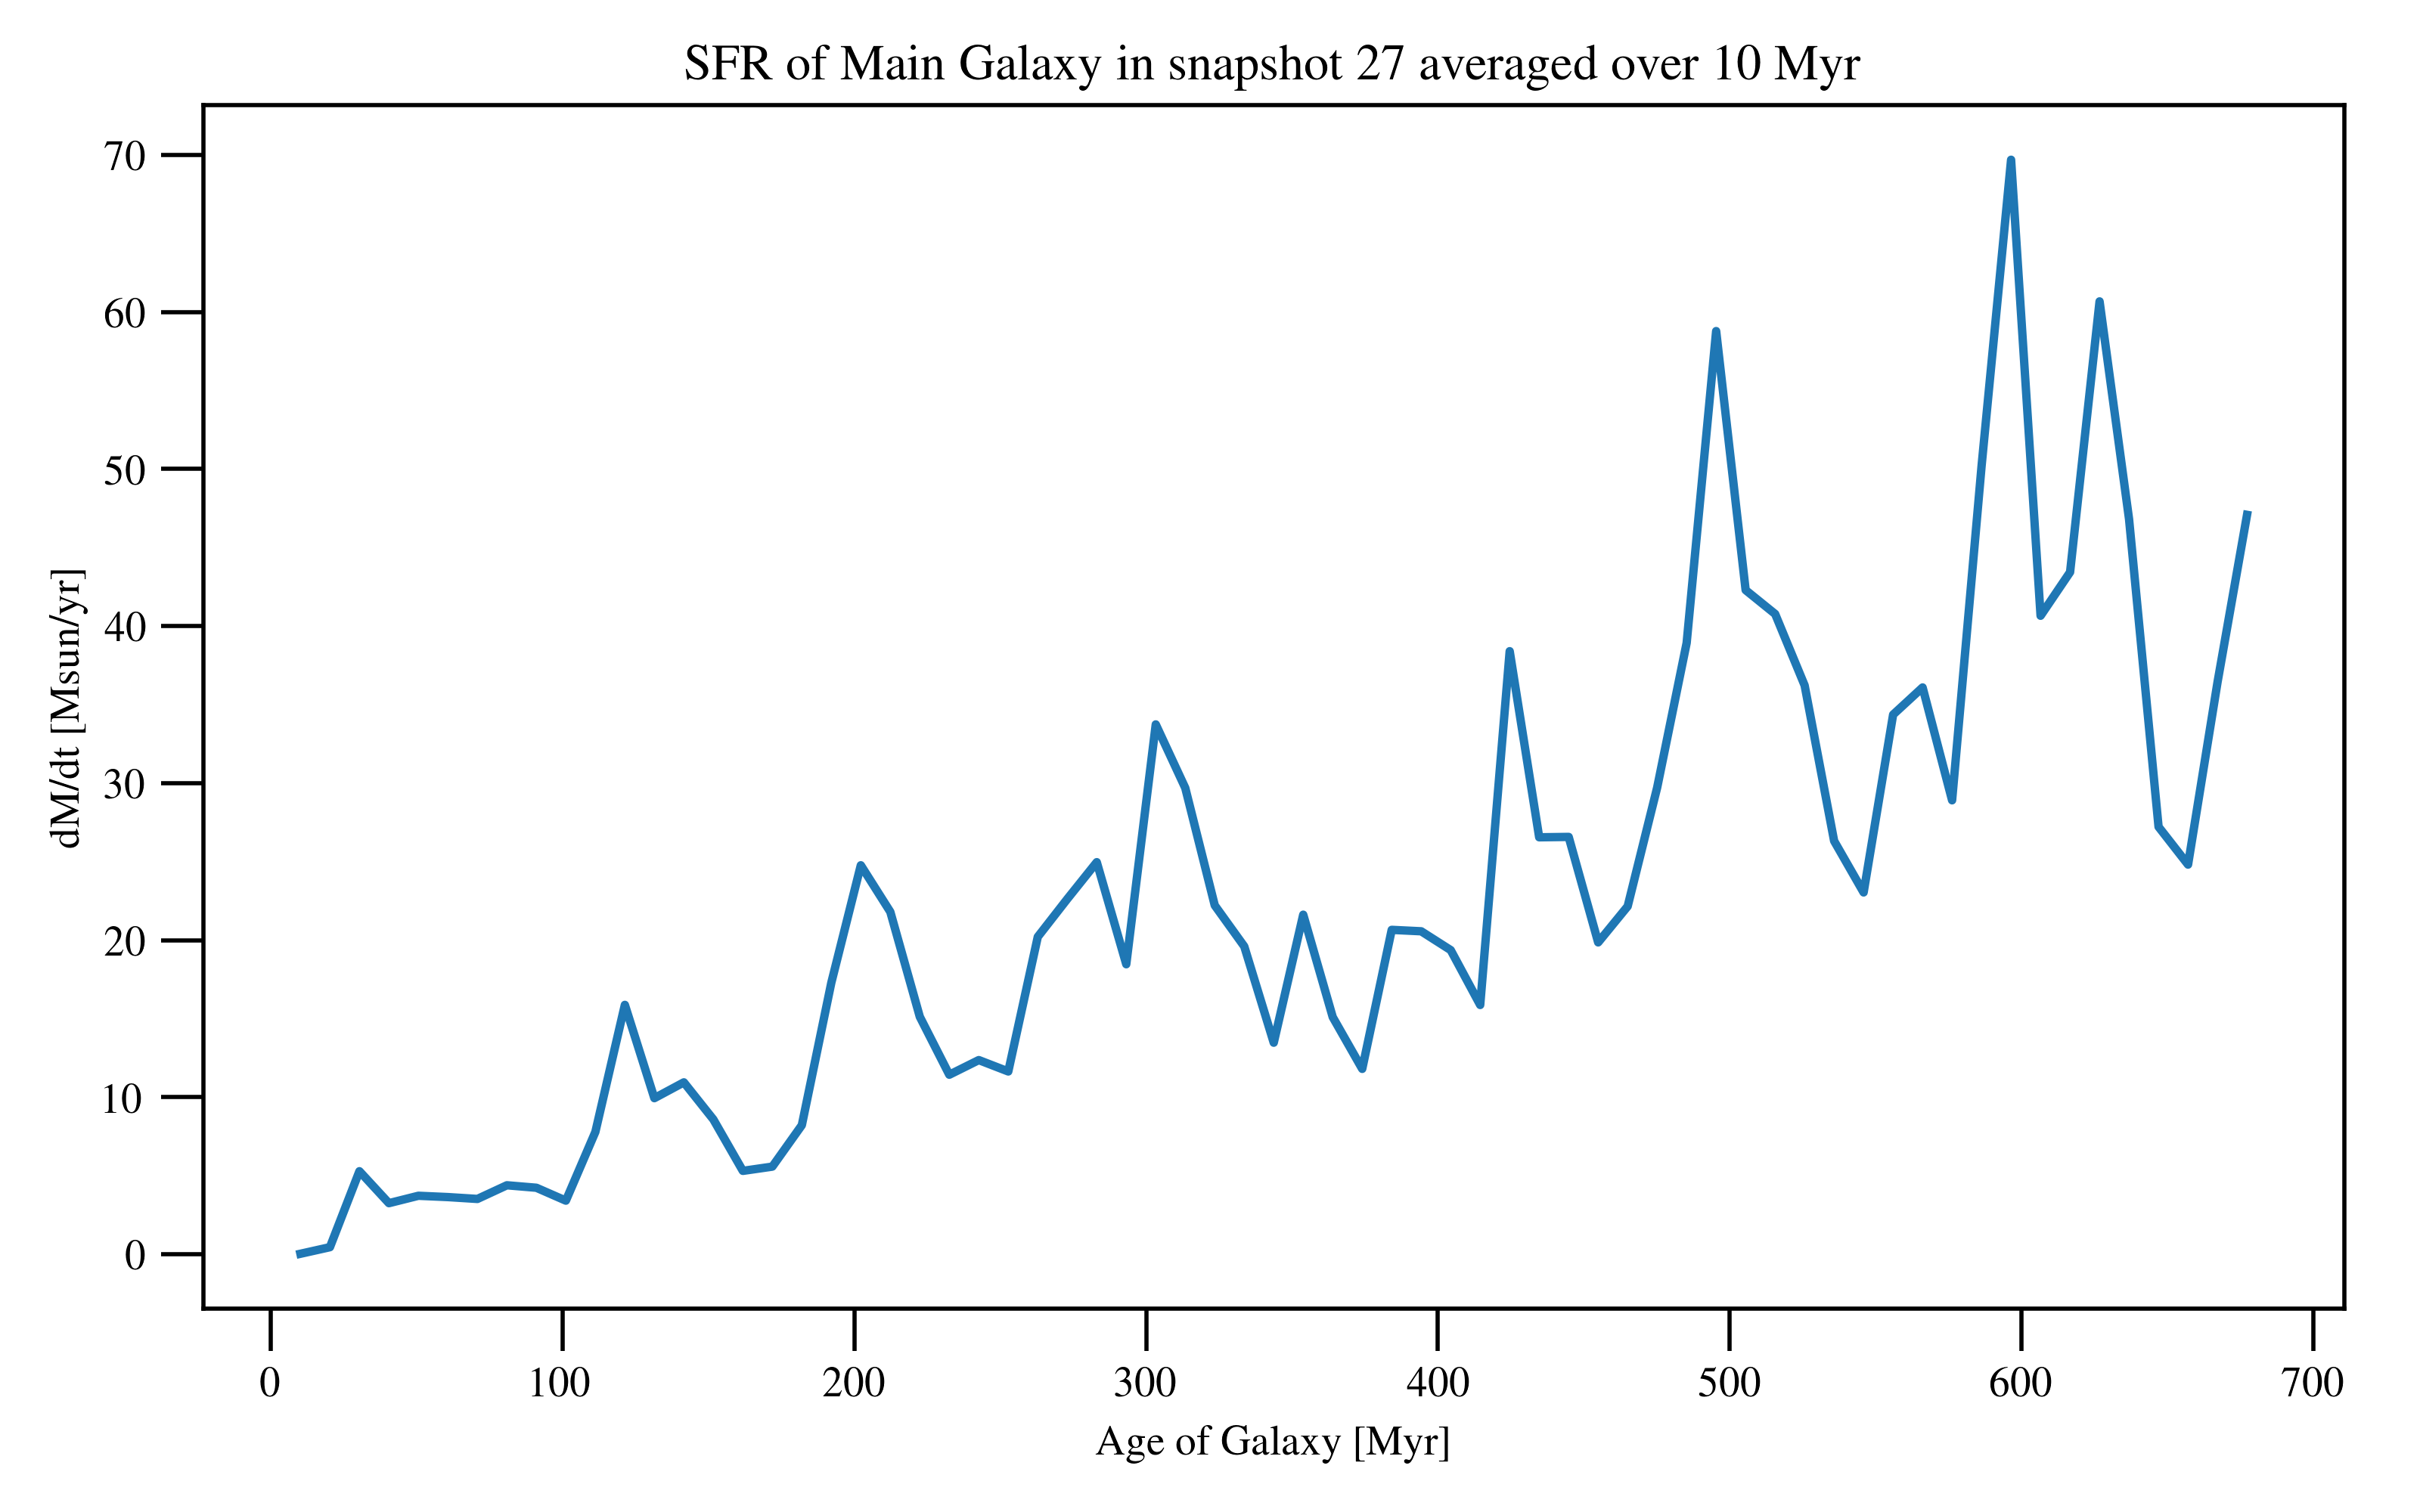 SFR of Main Galaxy in snapshot 27 averaged over 10 Myr
dM/dt [Msun/yr]
70
60
50
40
30
20
10
0
0 100 200 300 400 500 600 700
Age of Galaxy [Myr]